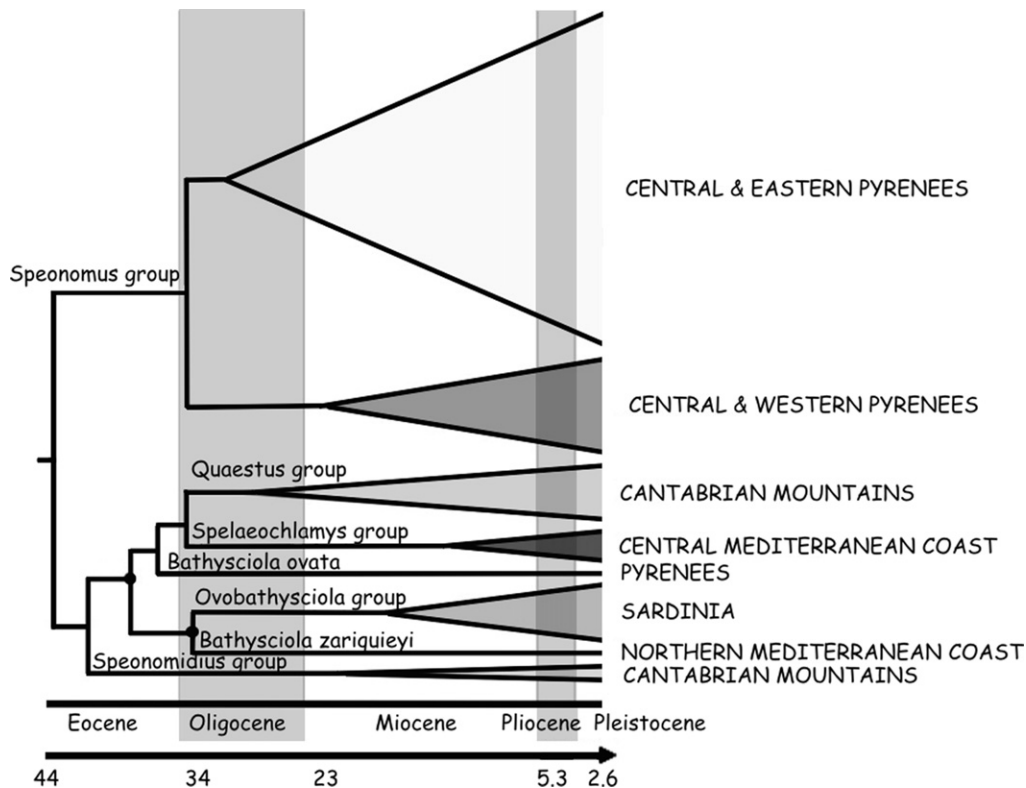 CENTRAL & EASTERN PYRENEES
Speonomus group
CENTRAL & WESTERN PYRENEES
Quaestus group
CANTABRIAN MOUNTAINS
Spelaeochlamys group
CENTRAL MEDITERRANEAN COAST
Bathysciola ovata
PYRENEES
Ovobathysciola group
SARDINIA
Bathysciola zariquieyi
NORTHERN MEDITERRANEAN COAST
Speonomidius group
CANTABRIAN MOUNTAINS
Eocene Oligocene Miocene Pliocene Pleistocene
44 34 23 5.3 2.6